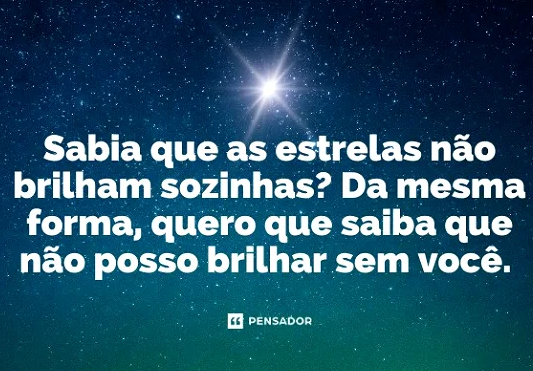 Sabia que as estrelas não
brilham sozinhas? Da mesma
forma, quero que saiba que
não posso brilhar sem você.
PENSADOR